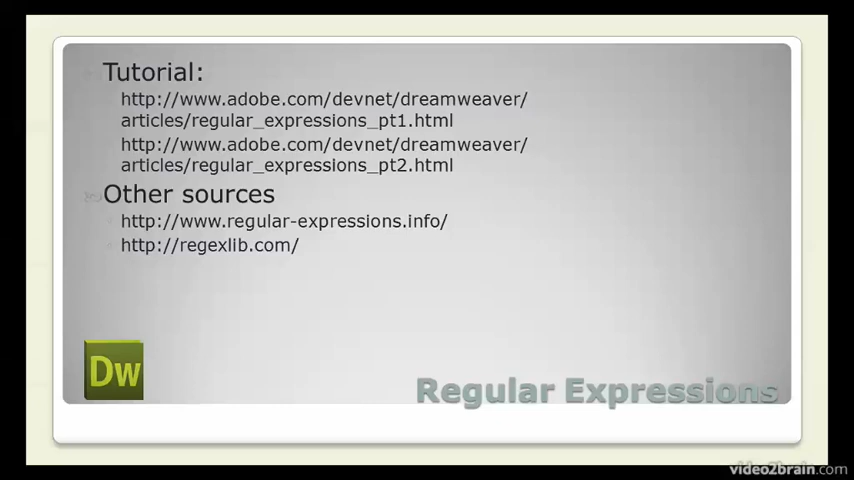 Tutorial:
http://www.adobe.com/devnet/dreamweaver/
articles/regular_expressions_pt1.html
http://www.adobe.com/devnet/dreamweaver/
articles/regular_expressions_pt2.html
Other sources
http://www.regular-expressions.info/
http://regexlib.com/
Dw
Regular Expressions
video2brain.com